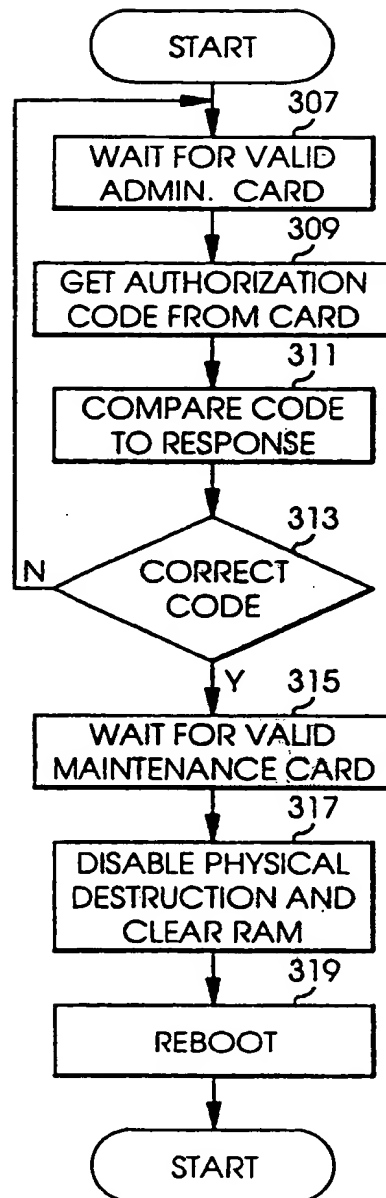 START
307
WAIT FOR VALID
ADMIN. CARD
309
GET AUTHORIZATION
CODE FROM CARD
311
COMPARE CODE
TO RESPONSE
313
CORRECT
CODE
N
Y
315
WAIT FOR VALID
MAINTENANCE CARD
317
DISABLE PHYSICAL
DESTRUCTION AND
CLEAR RAM
319
REBOOT
START